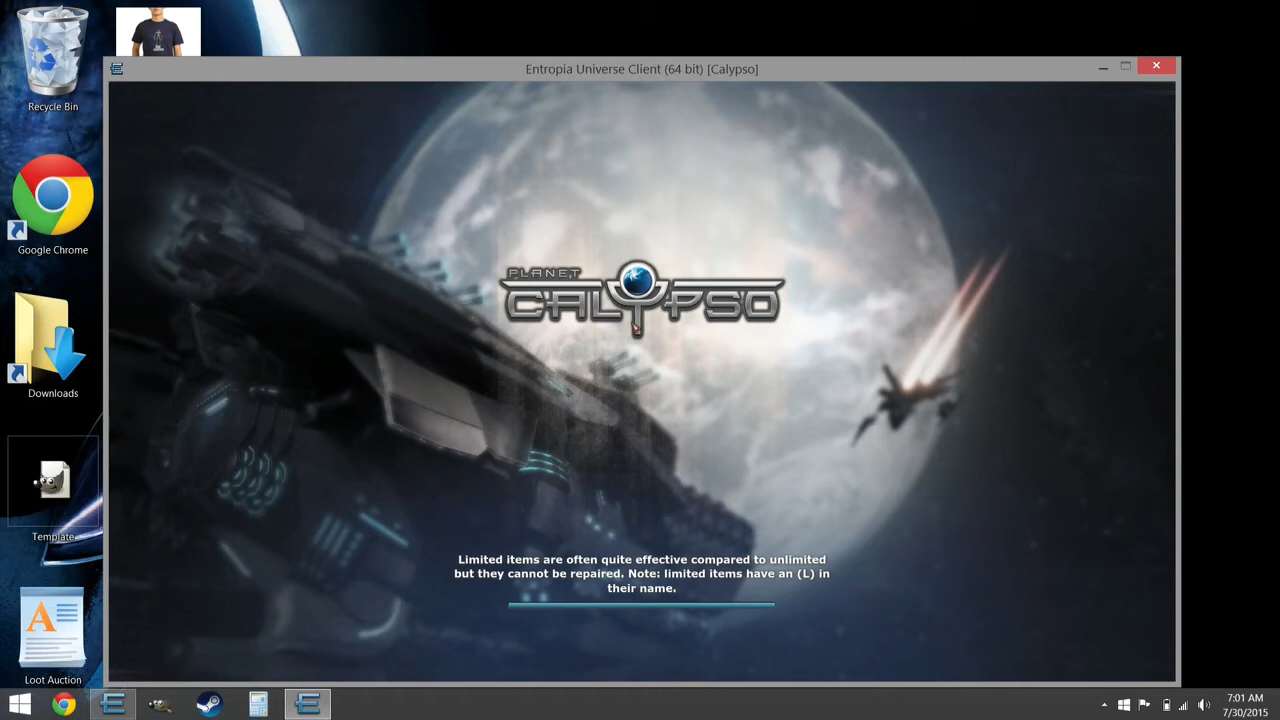 Entropia Universe Client (64 bit) [Calypso]
Recycle Bin
Google Chrome
Downloads
Template
Loot Auction
PLANET
CALYPSO
Limited items are often quite effective compared to unlimited
but they cannot be repaired. Note: limited items have an (L) in
their name.
7:01 AM
7/30/2015